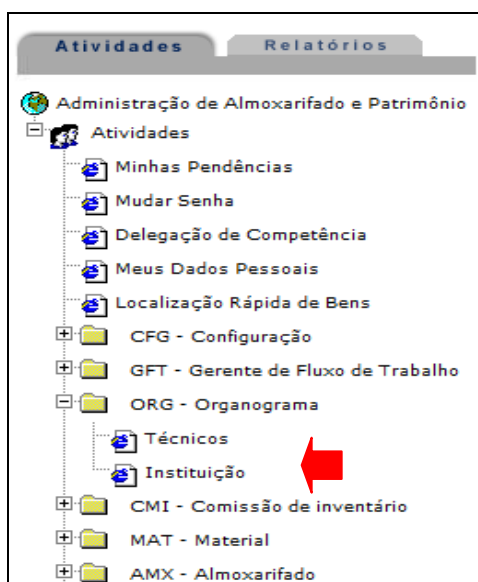 Atividades Relatórios
Administração de Almoxarifado e Patrimônio
Atividades
Minhas Pendências
Mudar Senha
Delegação de Competência
Meus Dados Pessoais
Localização Rápida de Bens
CFG - Configuração
GFT - Gerente de Fluxo de Trabalho
ORG - Organograma
Técnicos
Instituição
CMI - Comissão de inventário
MAT - Material
AMX - Almoxarifado